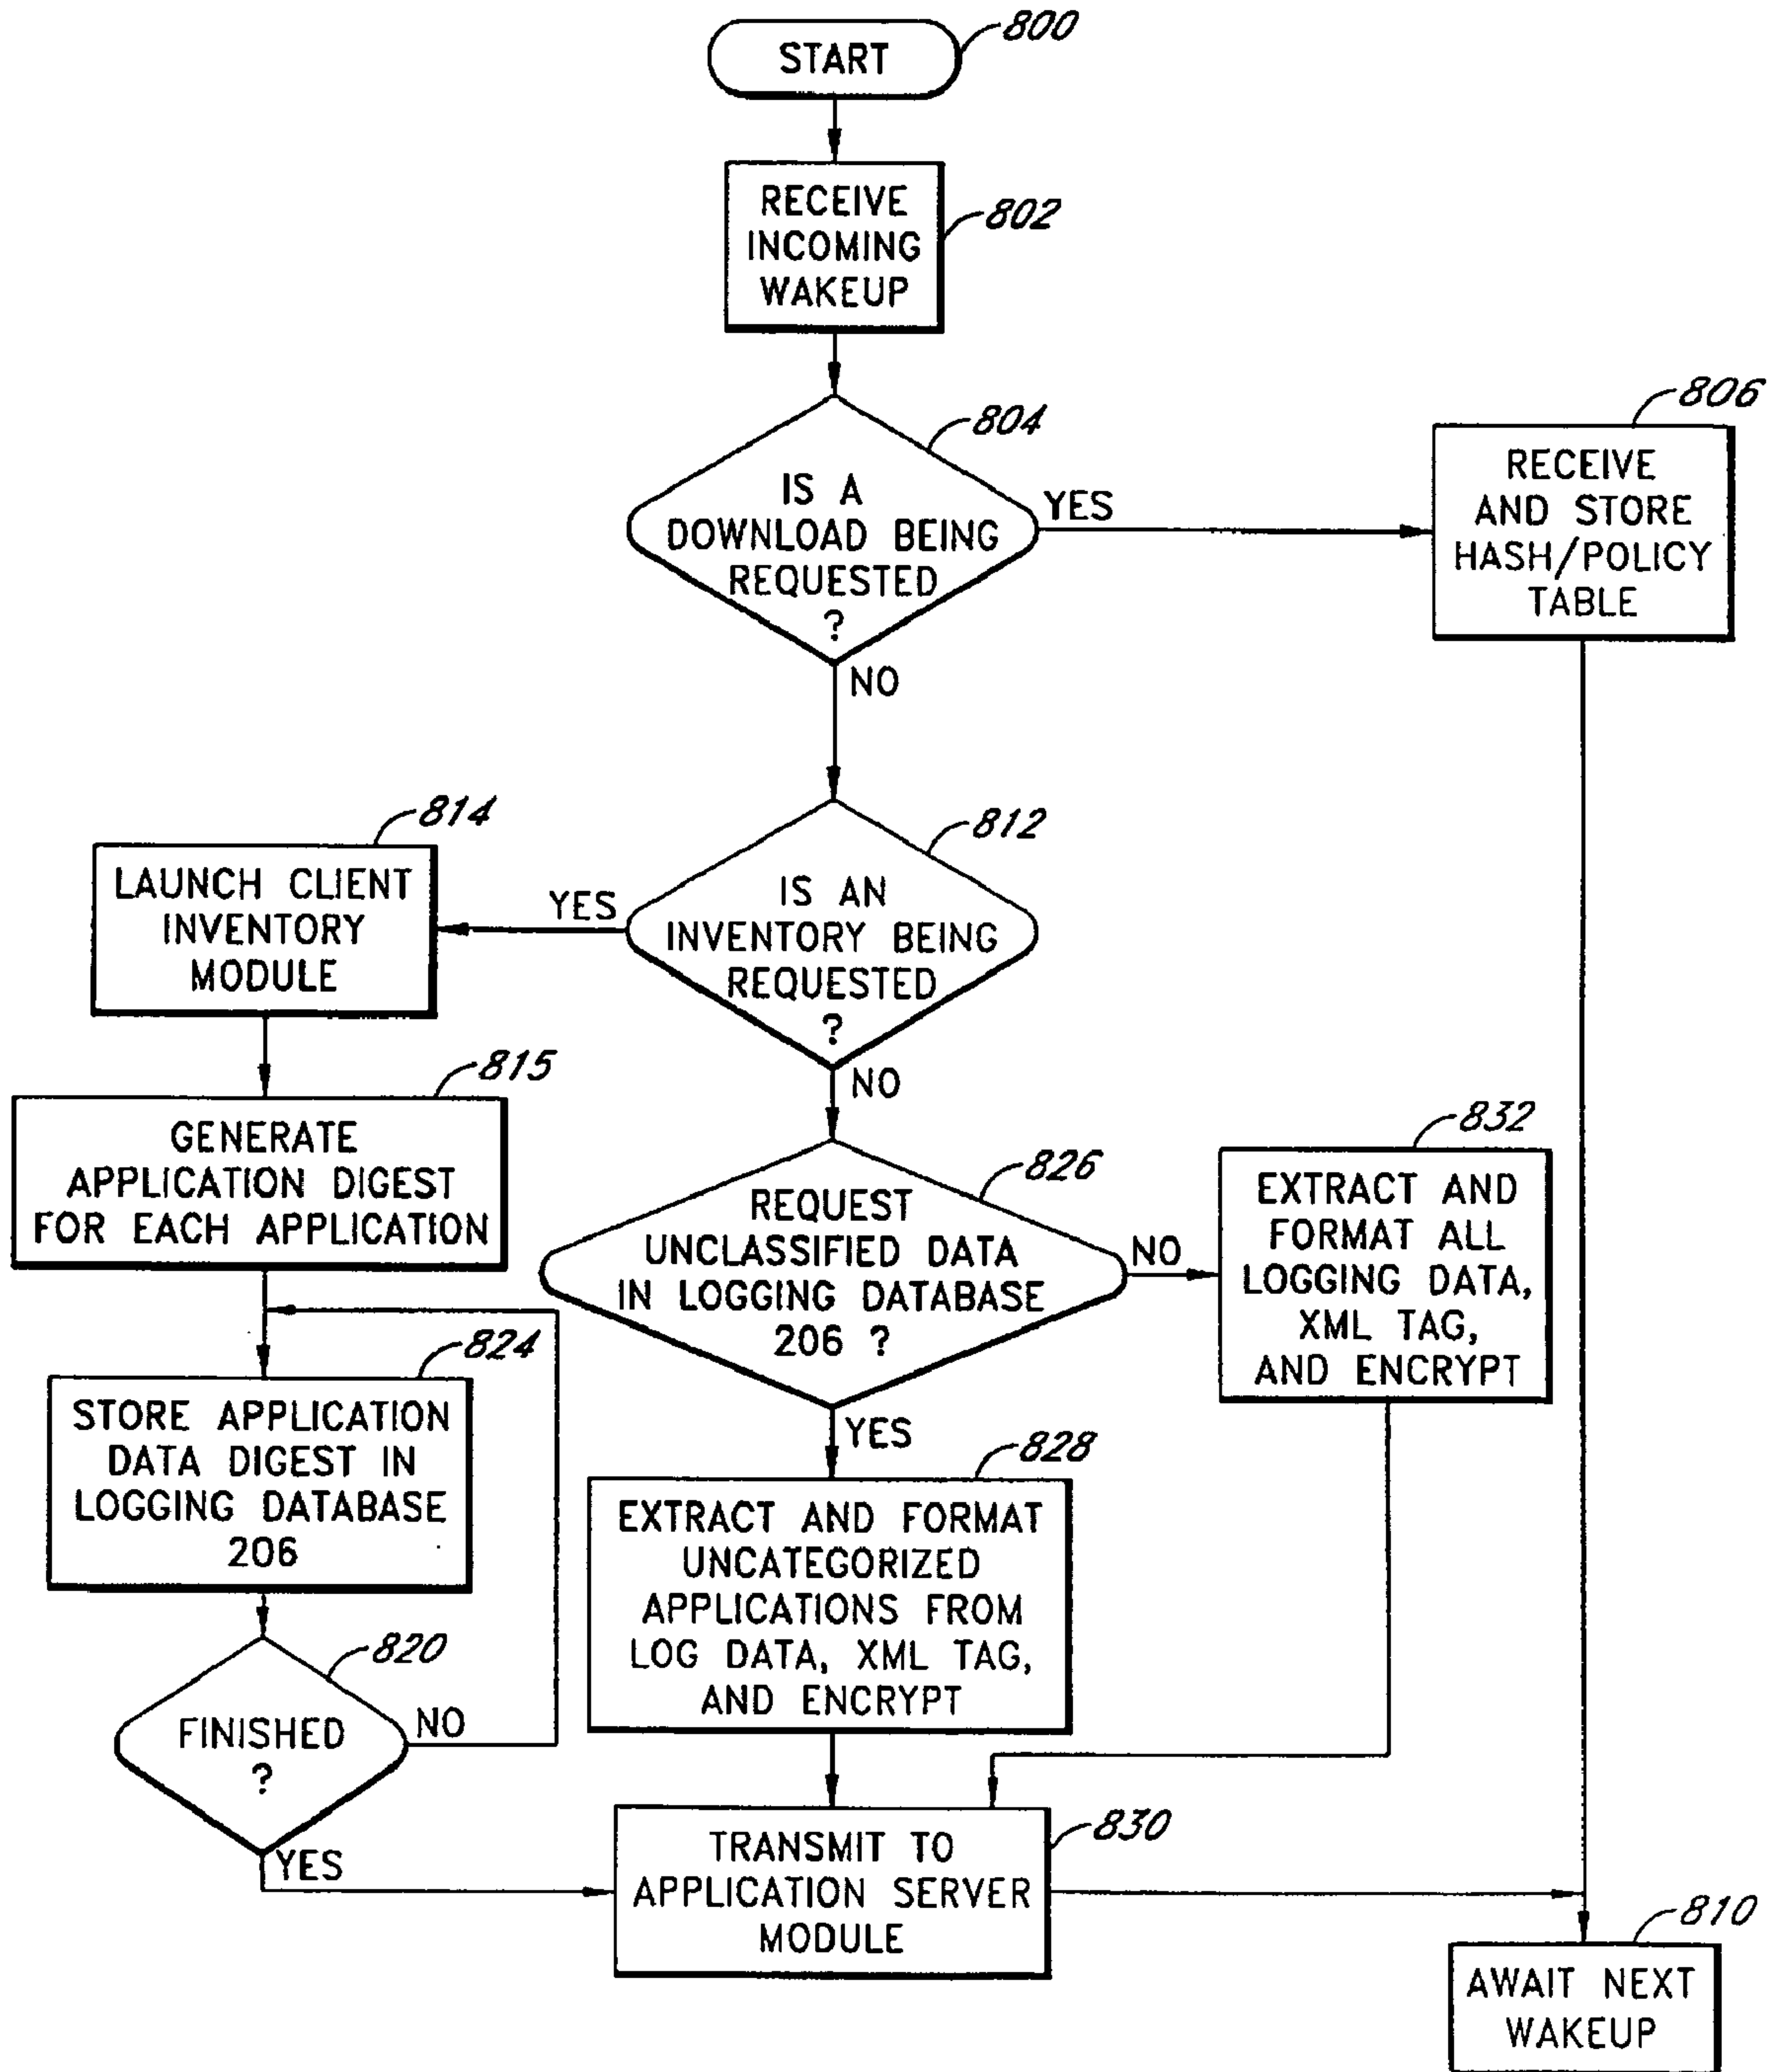 START
800
RECEIVE
INCOMING
WAKEUP
802
IS A
DOWNLOAD BEING
REQUESTED
?
804
YES
NO
RECEIVE
AND STORE
HASH/POLICY
TABLE
806
IS AN
INVENTORY BEING
REQUESTED
?
812
YES
NO
LAUNCH CLIENT
INVENTORY
MODULE
814
GENERATE
APPLICATION DIGEST
FOR EACH APPLICATION
815
STORE APPLICATION
DATA DIGEST IN
LOGGING DATABASE
206
824
FINISHED
?
820
NO
YES
REQUEST
UNCLASSIFIED DATA
IN LOGGING DATABASE
206 ?
826
NO
YES
EXTRACT AND
FORMAT ALL
LOGGING DATA,
XML TAG,
AND ENCRYPT
832
EXTRACT AND FORMAT
UNCATEGORIZED
APPLICATIONS FROM
LOG DATA, XML TAG,
AND ENCRYPT
828
TRANSMIT TO
APPLICATION SERVER
MODULE
830
AWAIT NEXT
WAKEUP
810